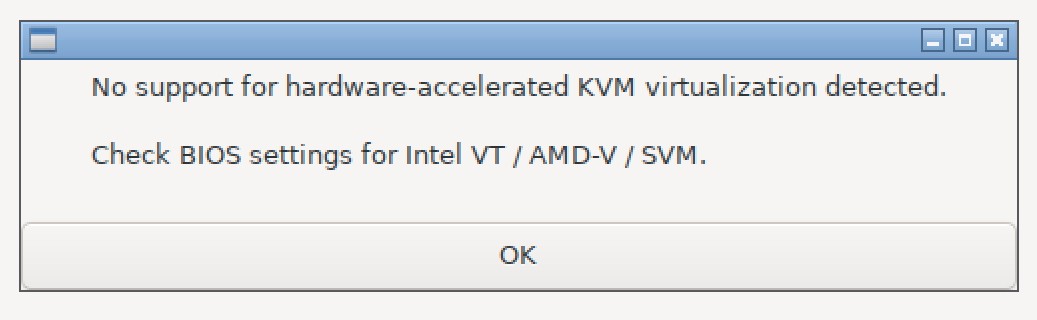 No support for hardware-accelerated KVM virtualization detected.
Check BIOS settings for Intel VT / AMD-V / SVM.
OK